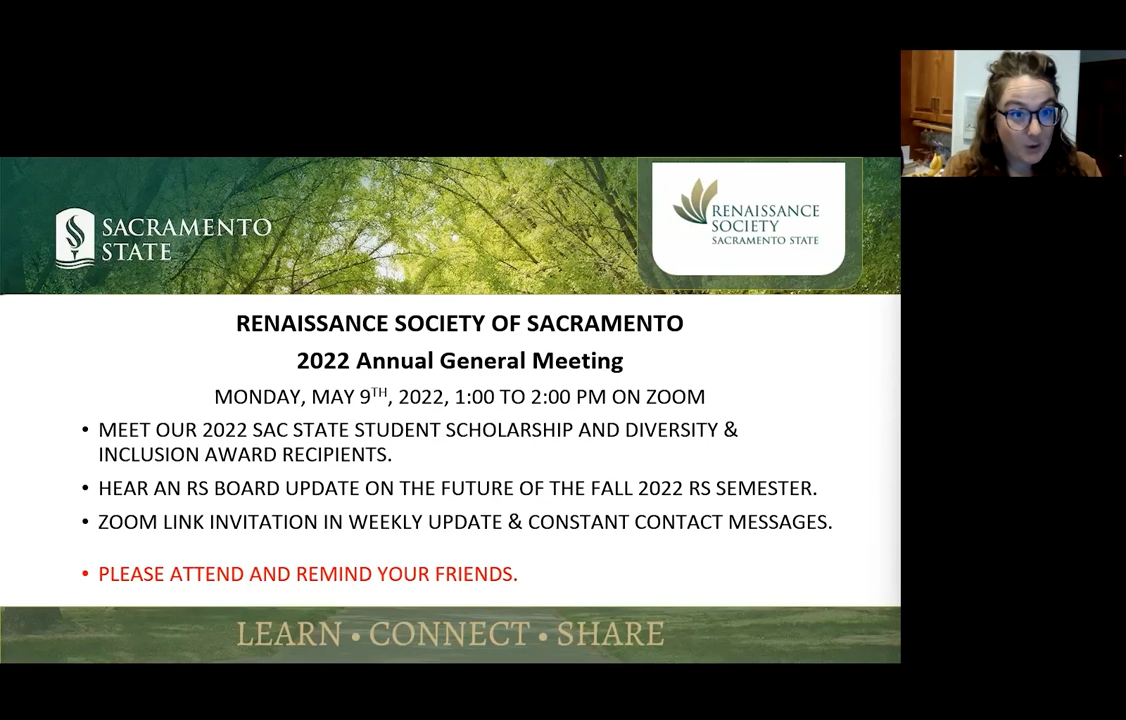 SACRAMENTO
STATE
RENAISSANCE
SOCIETY
SACRAMENTO STATE
RENAISSANCE SOCIETY OF SACRAMENTO
2022 Annual General Meeting
MONDAY, MAY 9TH, 2022, 1:00 TO 2:00 PM ON ZOOM
• MEET OUR 2022 SAC STATE STUDENT SCHOLARSHIP AND DIVERSITY &
INCLUSION AWARD RECIPIENTS.
• HEAR AN RS BOARD UPDATE ON THE FUTURE OF THE FALL 2022 RS SEMESTER.
• ZOOM LINK INVITATION IN WEEKLY UPDATE & CONSTANT CONTACT MESSAGES.
• PLEASE ATTEND AND REMIND YOUR FRIENDS.
LEARN • CONNECT • SHARE